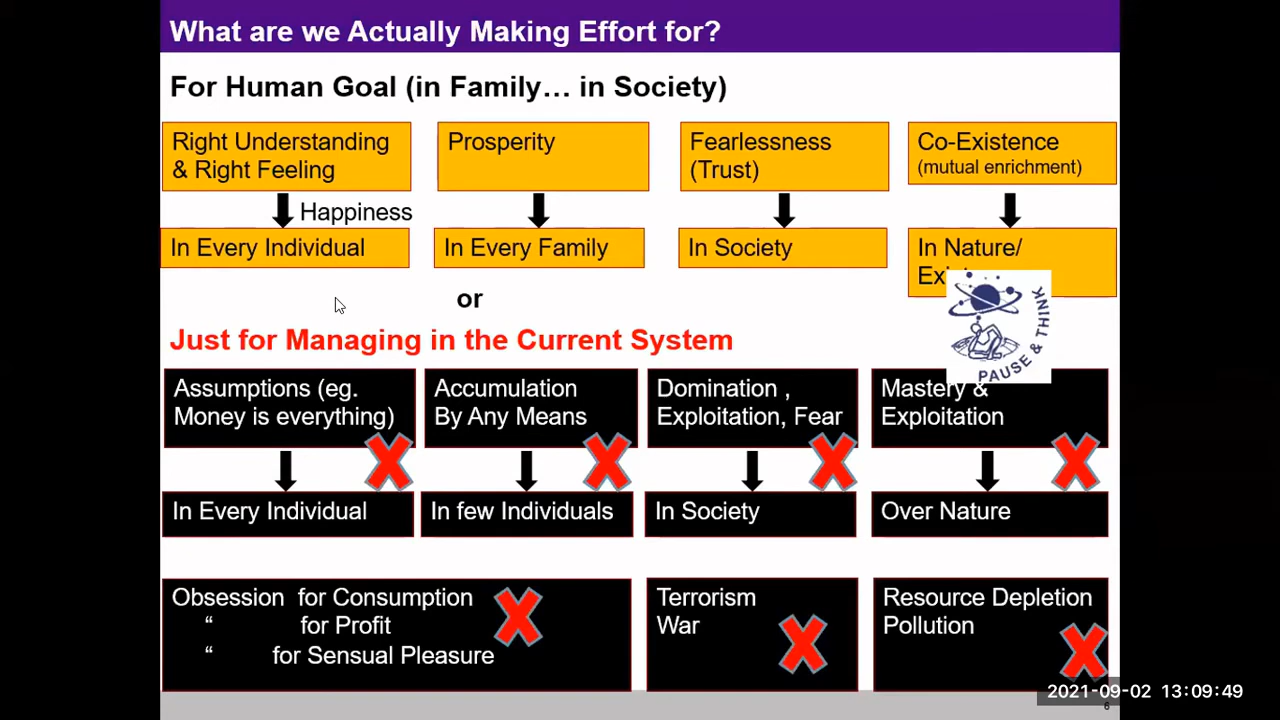 What are we Actually Making Effort for?
For Human Goal (in Family… in Society)
Right Understanding
& Right Feeling
Prosperity
Fearlessness
(Trust)
Co-Existence
(mutual enrichment)
Happiness
In Every Individual
In Every Family
In Society
In Nature/
or
PAUSE & THINK
Just for Managing in the Current System
Assumptions (eg.
Money is everything)
Accumulation
By Any Means
Domination ,
Exploitation, Fear
Mastery &
Exploitation
In Every Individual
In few Individuals
In Society
Over Nature
Obsession for Consumption
“ for Profit
“ for Sensual Pleasure
Terrorism
War
Resource Depletion
Pollution
2021-09-02 13:09:49
6